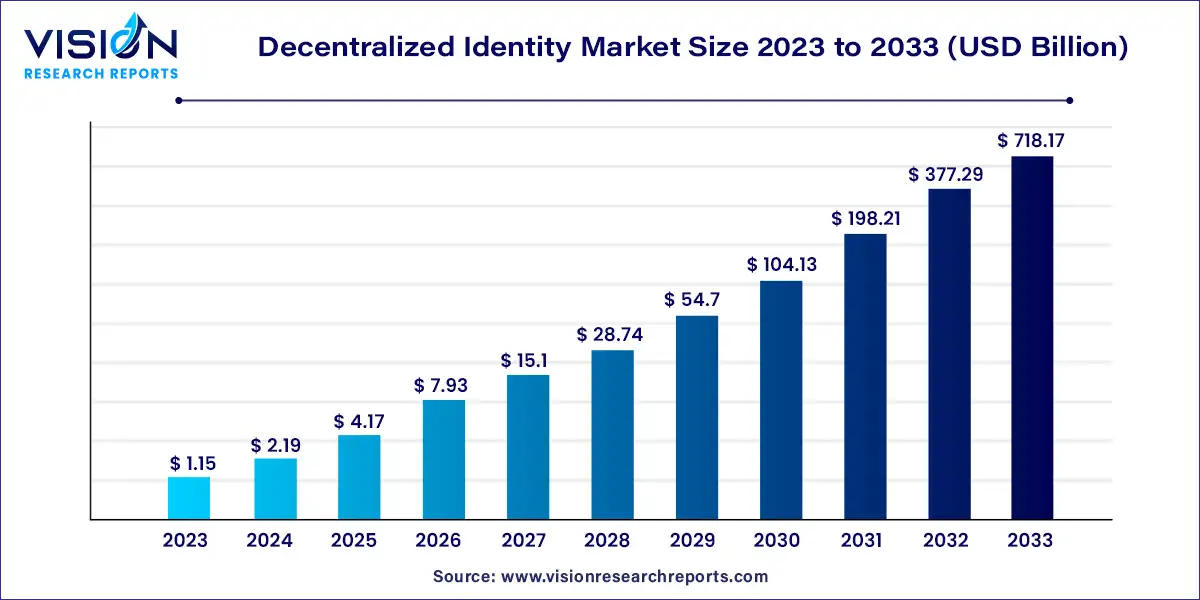 VISION
RESEARCH REPORTS
Decentralized Identity Market Size 2023 to 2033 (USD Billion)
$ 1.15
$ 2.19
$ 4.17
$ 7.93
$ 15.1
$ 28.74
$ 54.7
$ 104.13
$ 198.21
$ 377.29
$ 718.17
2023 2024 2025 2026 2027 2028 2029 2030 2031 2032 2033
Source: www.visionresearchreports.com